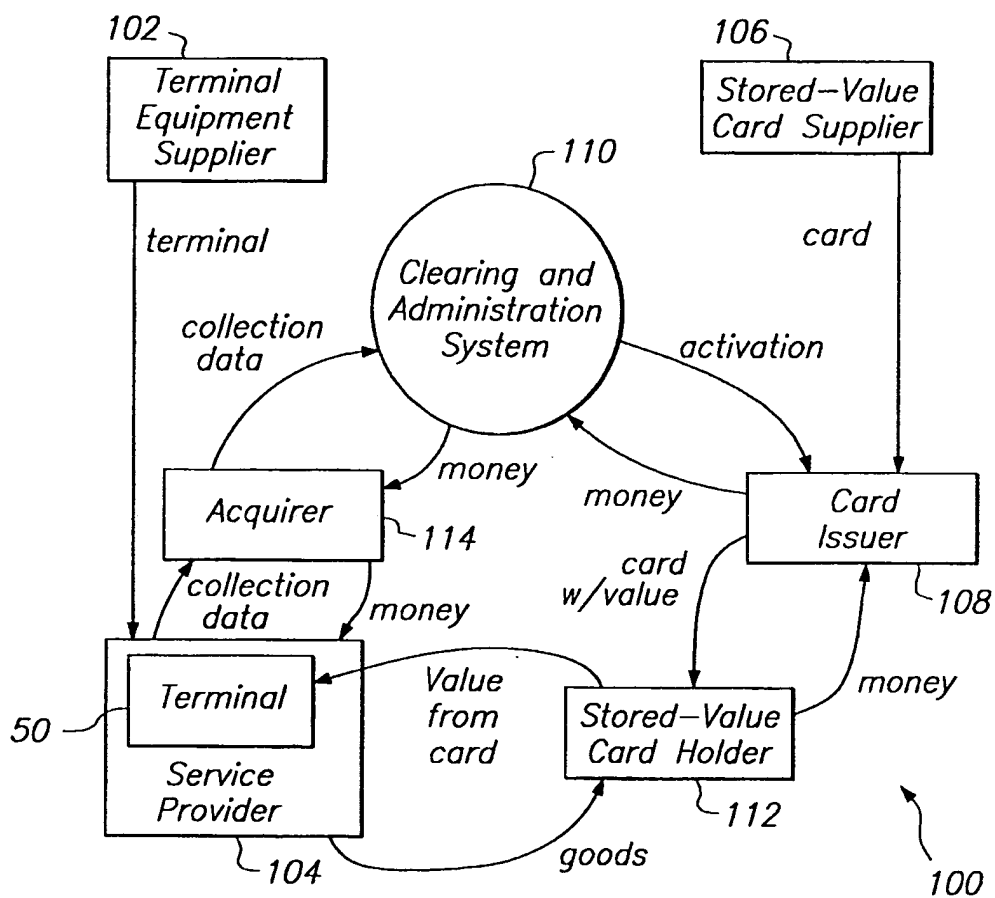 102
Terminal
Equipment
Supplier
106
Stored-Value
Card Supplier
110
terminal
card
Clearing and
Administration
System
collection
data
activation
money
money
Acquirer
114
Card
Issuer
108
collection
data
money
card
w/value
money
Terminal
50
Value
from
card
Stored-Value
Card Holder
112
Service
Provider
104
goods
100